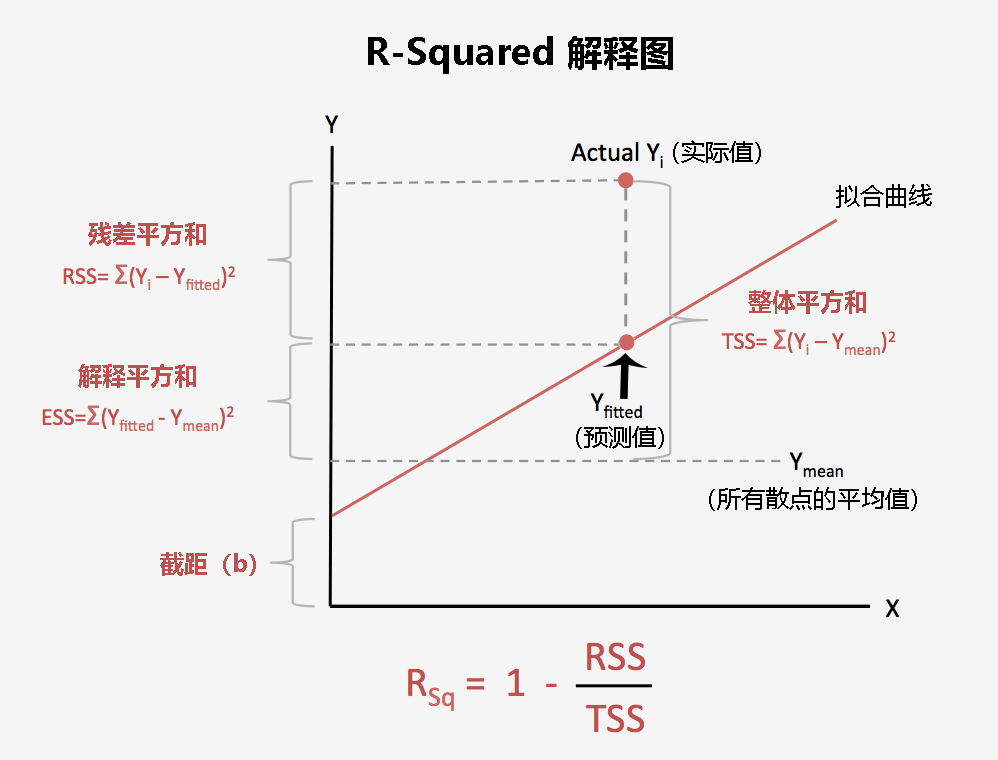 R-Squared 解释图
Y
Actual Yi (实际值)
拟合曲线
残差平方和
RSS= Σ(Yi – Yfitted)²
整体平方和
TSS= Σ(Yi – Ymean)²
解释平方和
ESS=Σ(Yfitted - Ymean)²
Yfitted
(预测值)
Ymean
(所有散点的平均值)
截距（b）
X
RSq = 1 - RSS
TSS